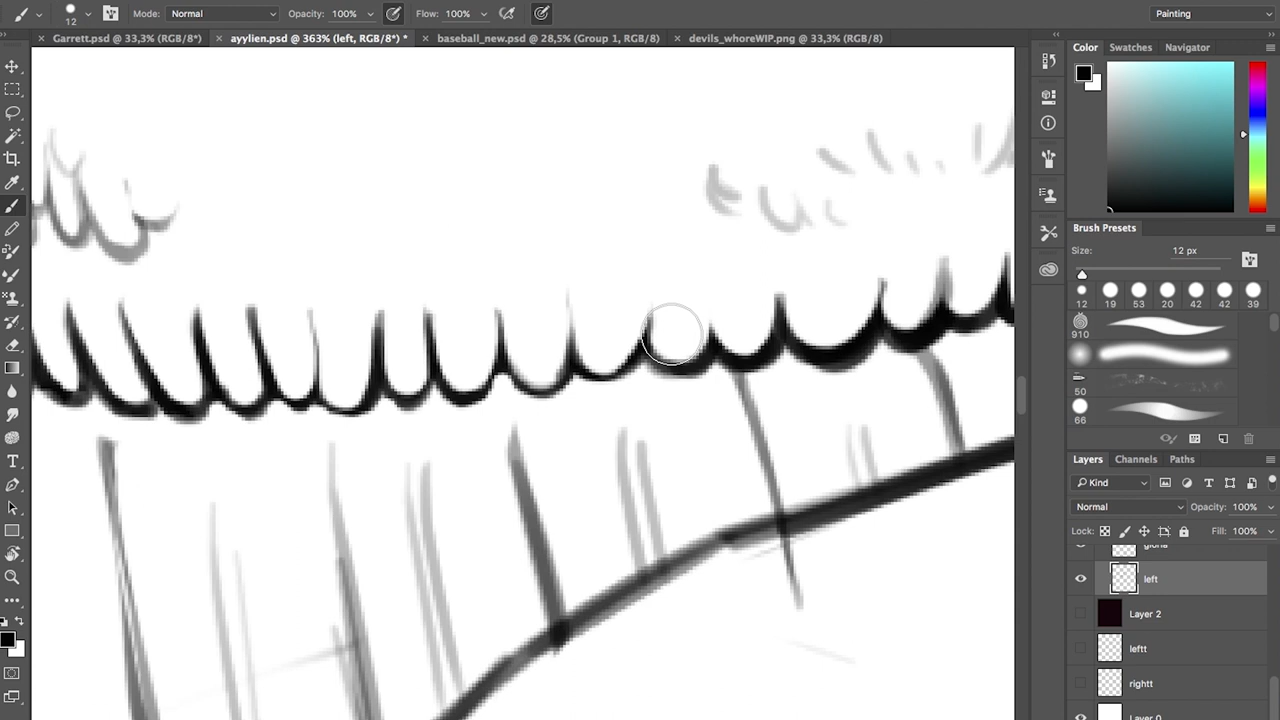 12 Mode: Normal Opacity: 100% Flow: 100% Painting
Garrett.psd @ 33,3% (RGB/8*) ayylien.psd @ 363% (left, RGB/8*) * baseball_new.psd @ 28,5% (Group 1, RGB/8) devils_whoreWIP.png @ 33,3% (RGB/8)
Color Swatches Navigator
Brush Presets
Size: 12 px
12 19 53 20 42 42 39
910
50
66
Layers Channels Paths
Kind
Normal Opacity: 100%
Lock: Fill: 100%
left
Layer 2
leftt
rightt
Layer 0